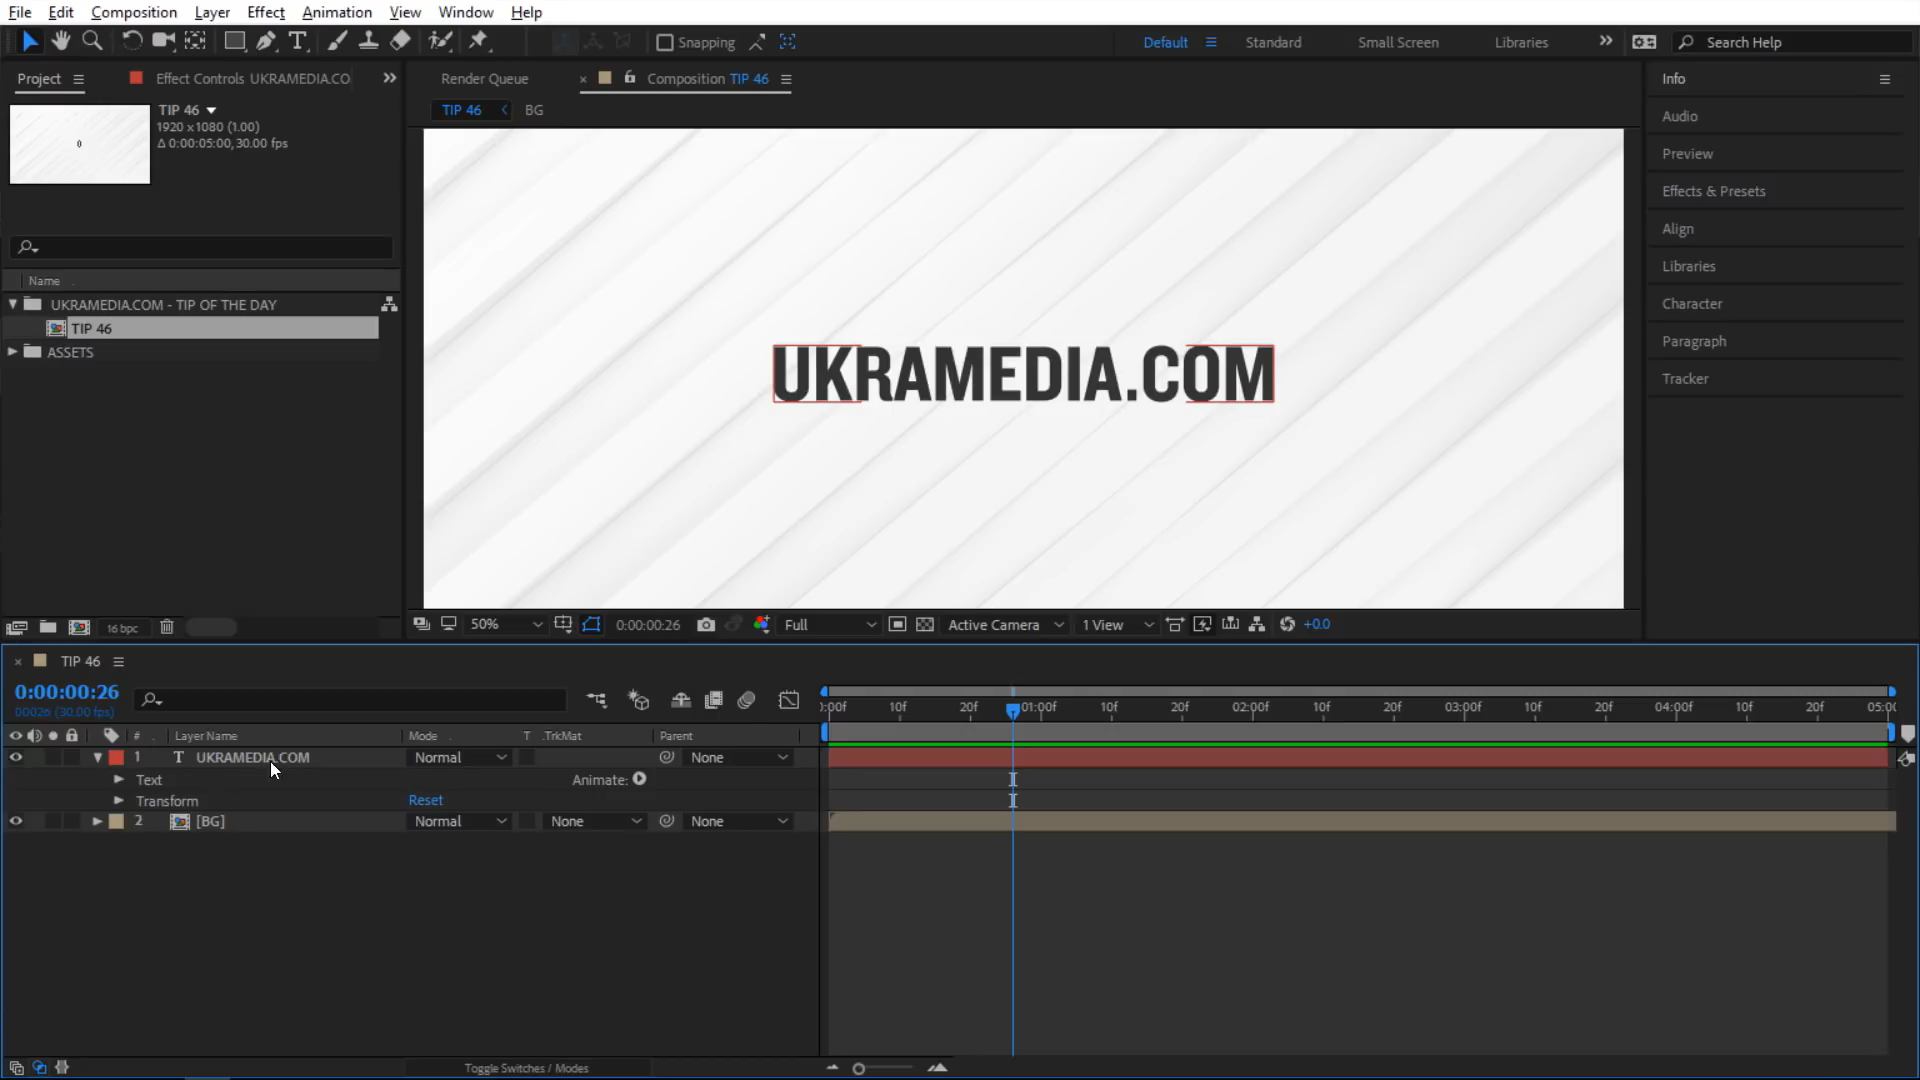 File Edit Composition Layer Effect Animation View Window Help
Snapping Default Standard Small Screen Libraries Search Help
Project Effect Controls UKRAMEDIA.CO Render Queue Composition TIP 46 Info
TIP 46
1920 x 1080 (1.00)
Δ 0:00:05:00, 30.00 fps
TIP 46 BG
Audio
Preview
Effects & Presets
Align
Libraries
Character
Paragraph
Tracker
Name
UKRAMEDIA.COM - TIP OF THE DAY
TIP 46
ASSETS
UKRAMEDIA.COM
16 bpc 50% 0:00:00:26 Full Active Camera 1 View +0.0
TIP 46
0:00:00:26
00026 (30.00 fps)
):00f 10f 20f 01:00f 10f 20f 02:00f 10f 20f 03:00f 10f 20f 04:00f 10f 20f 05:0(
# Layer Name Mode T .TrkMat Parent
1 T UKRAMEDIA.COM Normal None
Text Animate:
Transform Reset
2 [BG] Normal None None
Toggle Switches / Modes